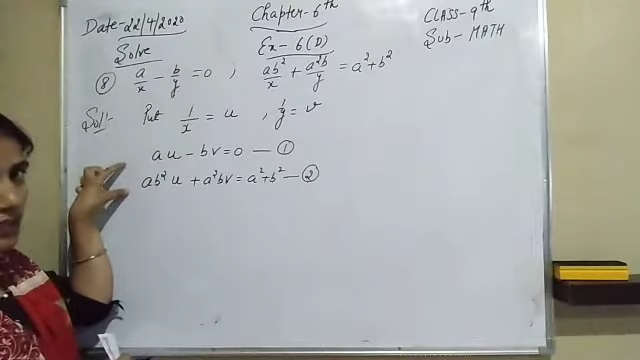 Date-22/4/2020 Chapter-6th CLASS-9th
Solve Ex-6(D) Sub-MATH
⑧ a/x - b/y = 0 , ab²/x + a²b/y = a²+b²
Sol:- Put 1/x = u , 1/y = v
au - bv = 0 — ①
ab²u + a²bv = a²+b² — ②